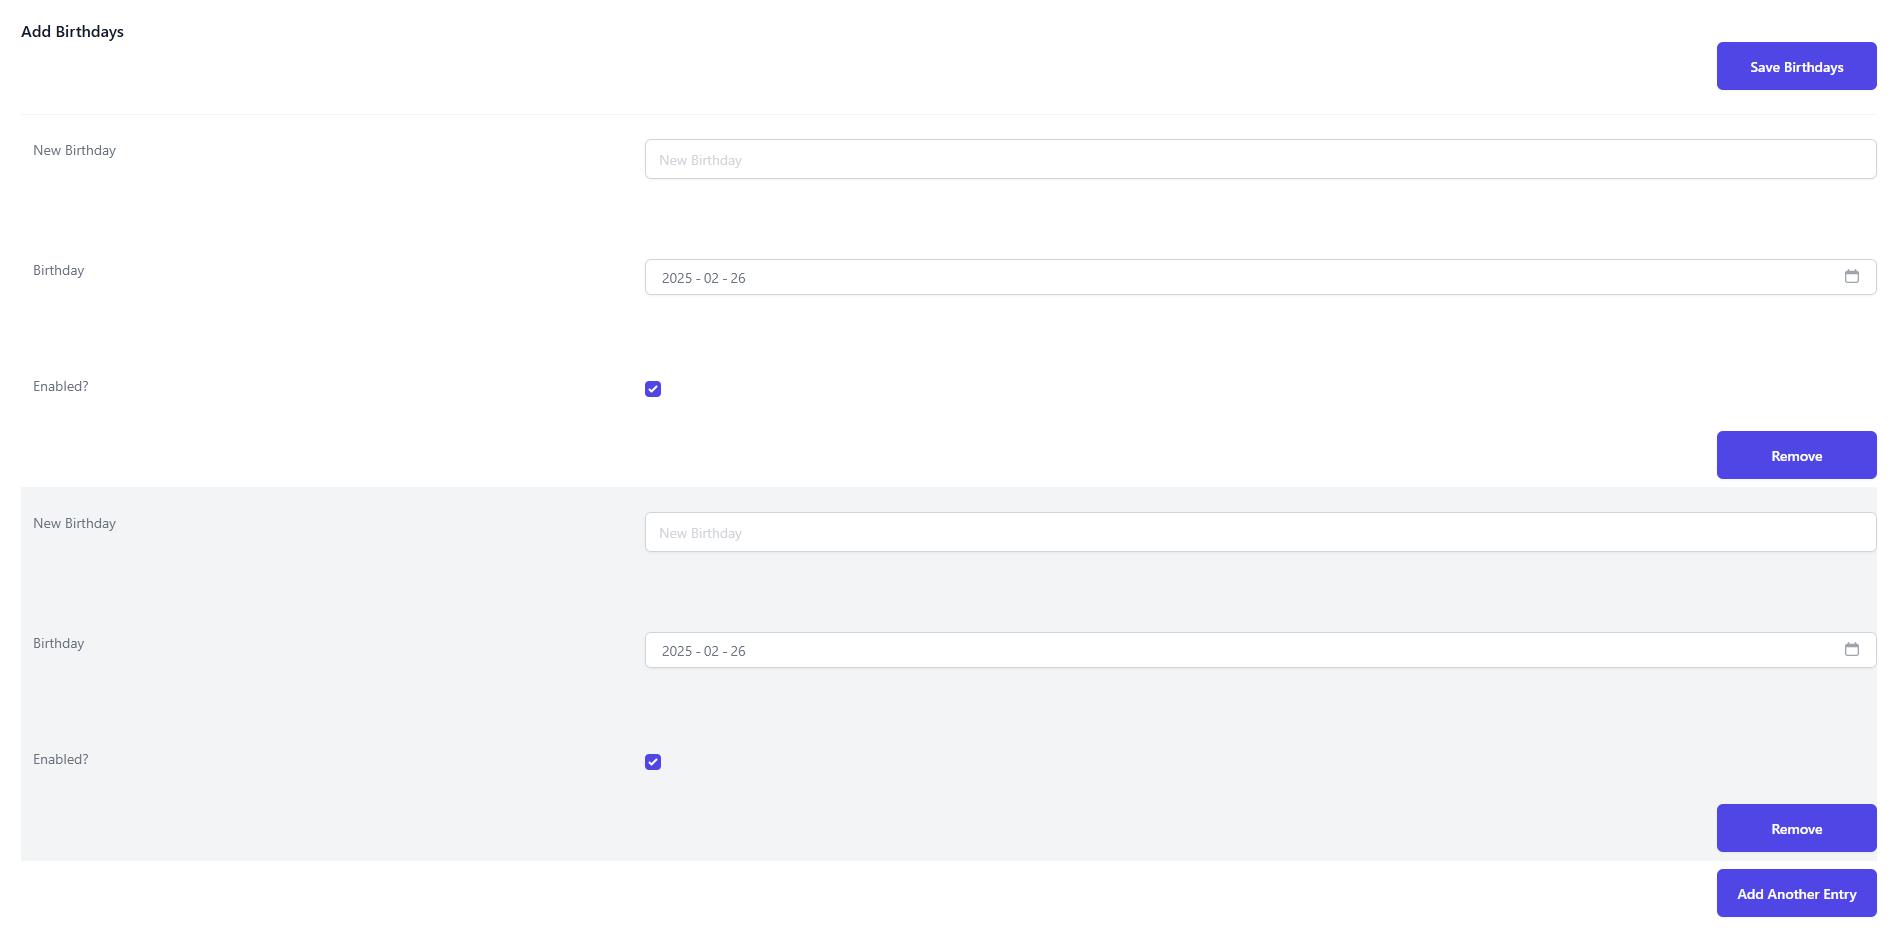 Add Birthdays
Save Birthdays
New Birthday
New Birthday
Birthday
2025 - 02 - 26
Enabled?
Remove
New Birthday
New Birthday
Birthday
2025 - 02 - 26
Enabled?
Remove
Add Another Entry